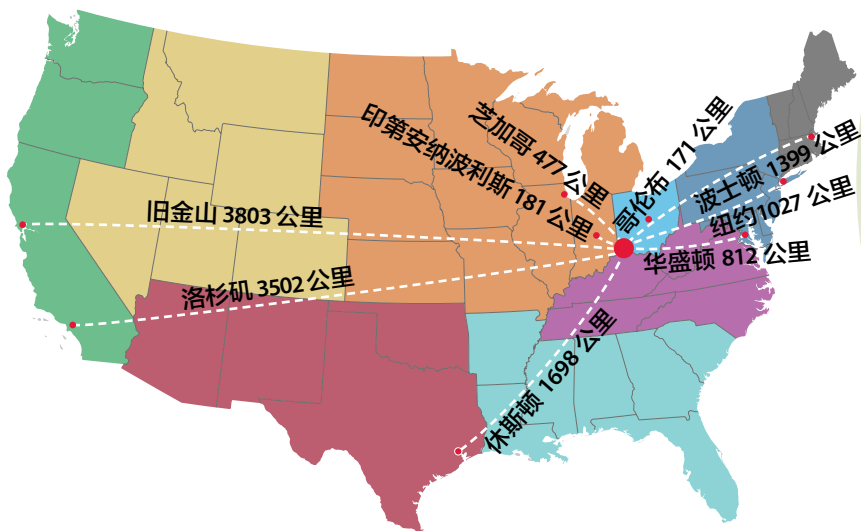 芝加哥 477 公里
印第安纳波利斯 181 公里
哥伦布 171 公里
波士顿 1399 公里
纽约1027 公里
旧金山 3803 公里
华盛顿 812 公里
洛杉矶 3502 公里
休斯顿 1698 公里